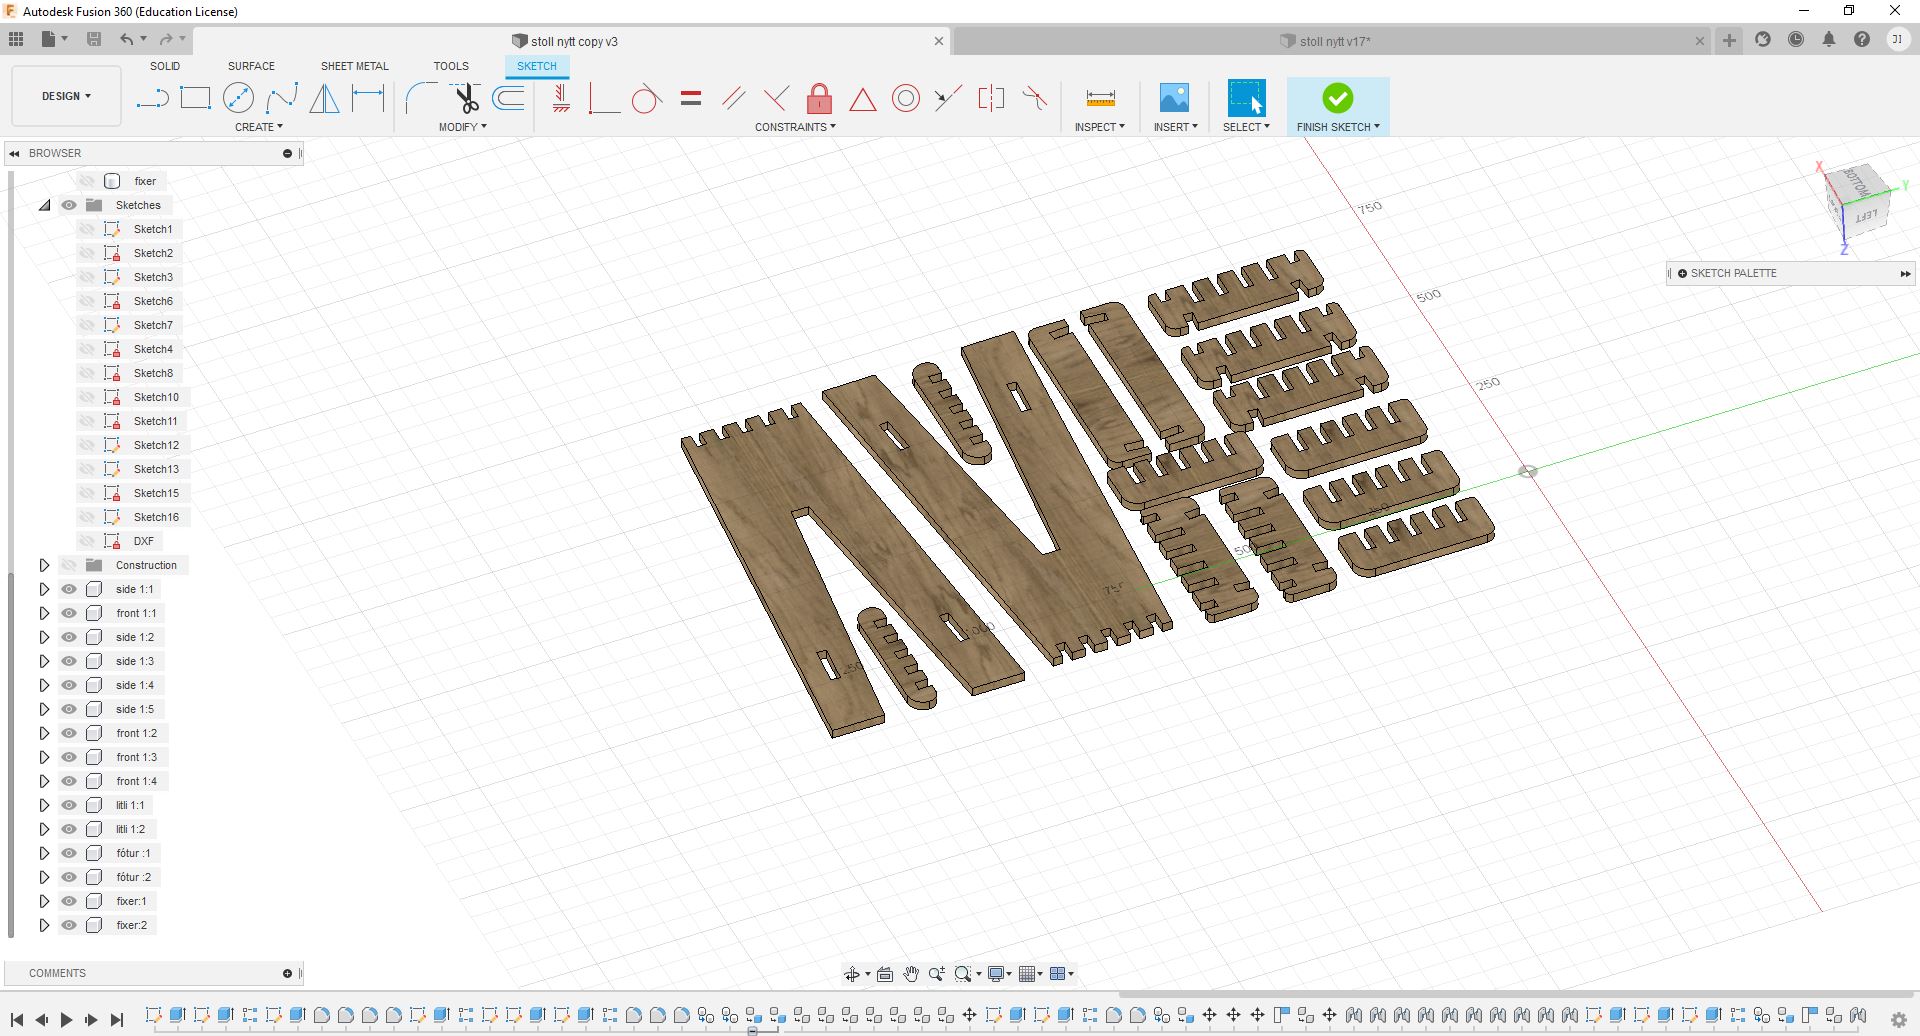 Autodesk Fusion 360 (Education License)
stoll nytt copy v3
stoll nytt v17*
JI
SOLID SURFACE SHEET METAL TOOLS SKETCH
DESIGN
CREATE MODIFY CONSTRAINTS INSPECT INSERT SELECT FINISH SKETCH
BROWSER
fixer
Sketches
Sketch1
Sketch2
Sketch3
Sketch6
Sketch7
Sketch4
Sketch8
Sketch10
Sketch11
Sketch12
Sketch13
Sketch15
Sketch16
DXF
Construction
side 1:1
front 1:1
side 1:2
side 1:3
side 1:4
side 1:5
front 1:2
front 1:3
front 1:4
litli 1:1
litli 1:2
fótur :1
fótur :2
fixer:1
fixer:2
COMMENTS
750
500
250
X
Y
Z
BOTTOM
LEFT
SKETCH PALETTE